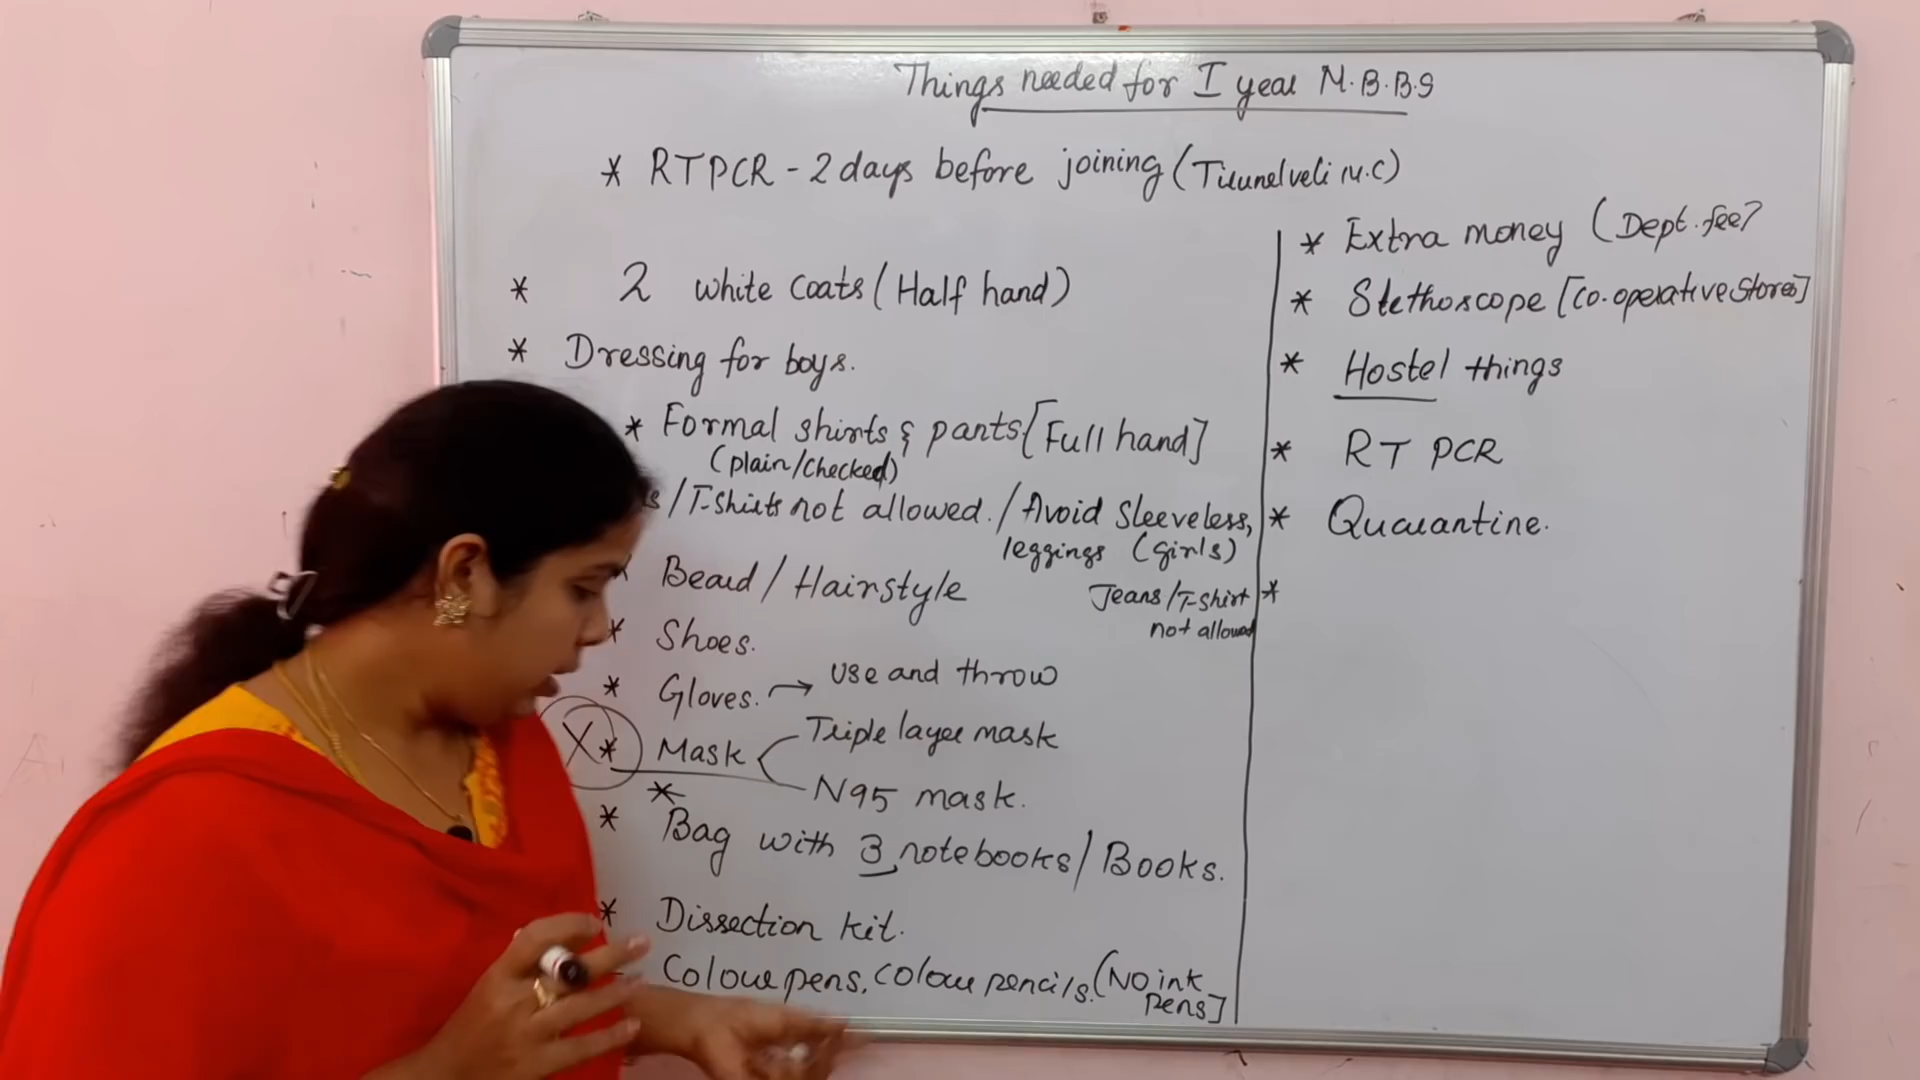 Things needed for I year M.B.B.S
* RTPCR - 2 days before joining (Tirunelveli M.C)
* 2 white coats (Half hand)
* Dressing for boys.
* Formal shirts & pants [Full hand]
(plain/checked)
s/T-shirts not allowed. / Avoid sleeveless,
leggings (girls)
Jeans/T-shirt
not allowed
* Beard / Hairstyle
* Shoes.
* Gloves. → use and throw
X * Mask < Triple layer mask
N95 mask.
*
* Bag with 3 notebooks / Books.
* Dissection kit.
- Colour pens, colour pencils. (No ink
pens]
* Extra money (Dept. fee)
* Stethoscope [Co.operative stores]
* Hostel things
* RT PCR
* Quarantine.
*